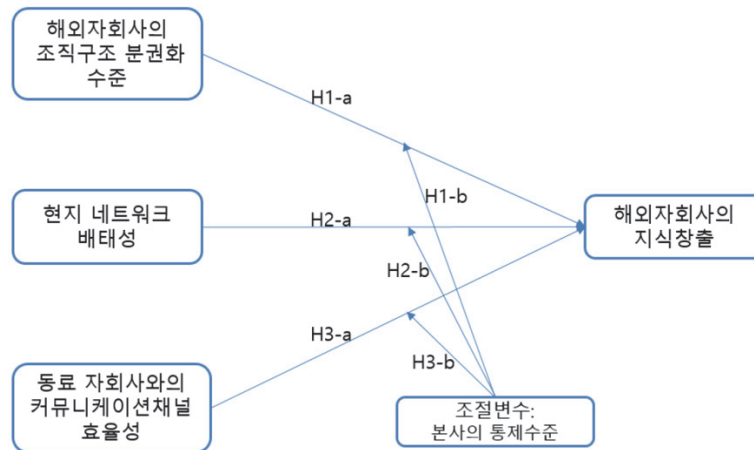 해외자회사의
조직구조 분권화
수준
H1-a
H1-b
현지 네트워크
배태성
H2-a
해외자회사의
지식창출
H2-b
H3-a
H3-b
동료 자회사와의
커뮤니케이션채널
효율성
조절변수:
본사의 통제수준